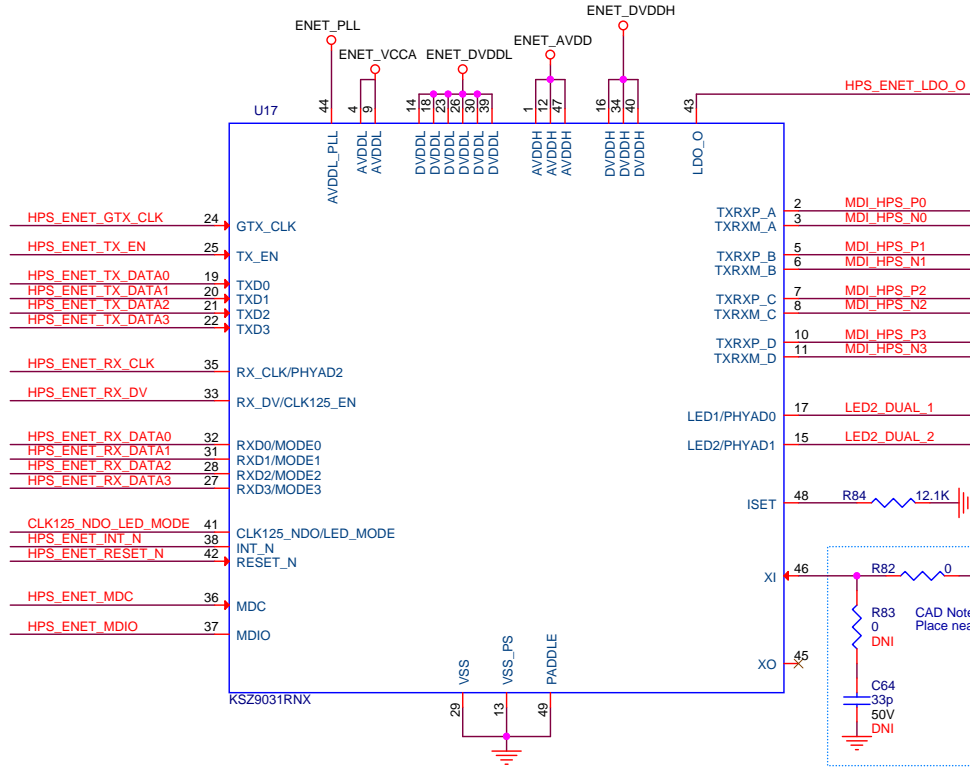 ENET_PLL
ENET_VCCA
ENET_DVDDL
ENET_AVDD
ENET_DVDDH
HPS_ENET_LDO_O
U17
44
4
9
14
18
23
26
30
39
1
12
47
16
34
40
43
AVDDL_PLL
AVDDL
AVDDL
DVDDL
DVDDL
DVDDL
DVDDL
DVDDL
DVDDL
AVDDH
AVDDH
AVDDH
DVDDH
DVDDH
DVDDH
LDO_O
HPS_ENET_GTX_CLK 24 GTX_CLK
HPS_ENET_TX_EN 25 TX_EN
HPS_ENET_TX_DATA0 19 TXD0
HPS_ENET_TX_DATA1 20 TXD1
HPS_ENET_TX_DATA2 21 TXD2
HPS_ENET_TX_DATA3 22 TXD3
HPS_ENET_RX_CLK 35 RX_CLK/PHYAD2
HPS_ENET_RX_DV 33 RX_DV/CLK125_EN
HPS_ENET_RX_DATA0 32 RXD0/MODE0
HPS_ENET_RX_DATA1 31 RXD1/MODE1
HPS_ENET_RX_DATA2 28 RXD2/MODE2
HPS_ENET_RX_DATA3 27 RXD3/MODE3
CLK125_NDO_LED_MODE 41 CLK125_NDO/LED_MODE
HPS_ENET_INT_N 38 INT_N
HPS_ENET_RESET_N 42 RESET_N
HPS_ENET_MDC 36 MDC
HPS_ENET_MDIO 37 MDIO
TXRXP_A 2 MDI_HPS_P0
TXRXM_A 3 MDI_HPS_N0
TXRXP_B 5 MDI_HPS_P1
TXRXM_B 6 MDI_HPS_N1
TXRXP_C 7 MDI_HPS_P2
TXRXM_C 8 MDI_HPS_N2
TXRXP_D 10 MDI_HPS_P3
TXRXM_D 11 MDI_HPS_N3
LED1/PHYAD0 17 LED2_DUAL_1
LED2/PHYAD1 15 LED2_DUAL_2
ISET 48 R84 12.1K
XI 46 R82 0
R83
0
DNI
CAD Note
Place nea
XO 45
C64
33p
50V
DNI
VSS
VSS_PS
PADDLE
KSZ9031RNX
29
13
49